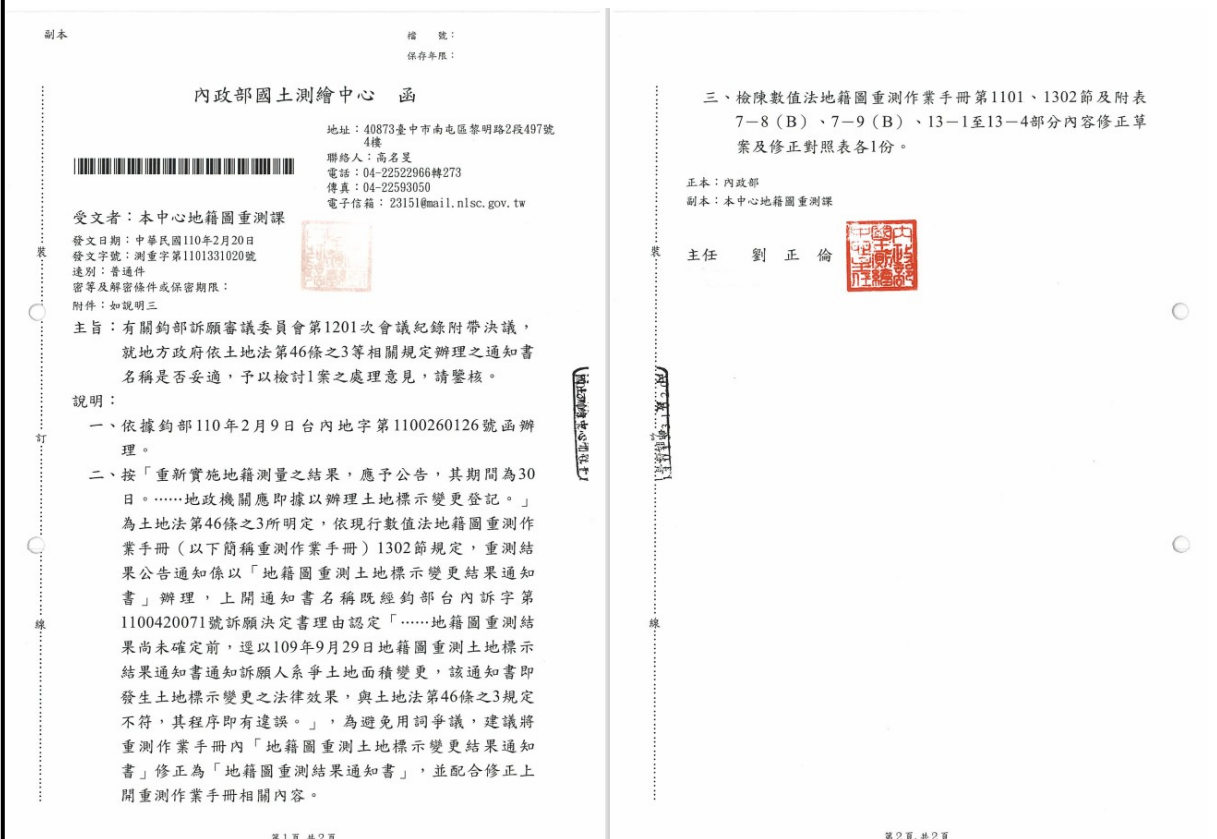 副本
檔　號：
保存年限：
內政部國土測繪中心　函
地址：40873臺中市南屯區黎明路2段497號
4樓
聯絡人：高名旻
電話：04-22522966轉273
傳真：04-22593050
電子信箱：23151@mail.nlsc.gov.tw
受文者：本中心地籍圖重測課
發文日期：中華民國110年2月20日
發文字號：測重字第1101331020號
速別：普通件
密等及解密條件或保密期限：
附件：如說明三
主旨：有關鈞部訴願審議委員會第1201次會議紀錄附帶決議，
就地方政府依土地法第46條之3等相關規定辦理之通知書
名稱是否妥適，予以檢討1案之處理意見，請鑒核。
說明：
一、依據鈞部110年2月9日台內地字第1100260126號函辦
理。
二、按「重新實施地籍測量之結果，應予公告，其期間為30
日。……地政機關應即據以辦理土地標示變更登記。」
為土地法第46條之3所明定，依現行數值法地籍圖重測作
業手冊（以下簡稱重測作業手冊）1302節規定，重測結
果公告通知係以「地籍圖重測土地標示變更結果通知
書」辦理，上開通知書名稱既經鈞部台內訴字第
1100420071號訴願決定書理由認定「……地籍圖重測結
果尚未確定前，逕以109年9月29日地籍圖重測土地標示
結果通知書通知訴願人系爭土地面積變更，該通知書即
發生土地標示變更之法律效果，與土地法第46條之3規定
不符，其程序即有違誤。」，為避免用詞爭議，建議將
重測作業手冊內「地籍圖重測土地標示變更結果通知
書」修正為「地籍圖重測結果通知書」，並配合修正上
開重測作業手冊相關內容。
裝
訂
線
第1頁 共2頁
三、檢陳數值法地籍圖重測作業手冊第1101、1302節及附表
7－8（B）、7－9（B）、13－1至13－4部分內容修正草
案及修正對照表各1份。
正本：內政部
副本：本中心地籍圖重測課
主任　劉正倫
裝
訂
線
第2頁 共2頁